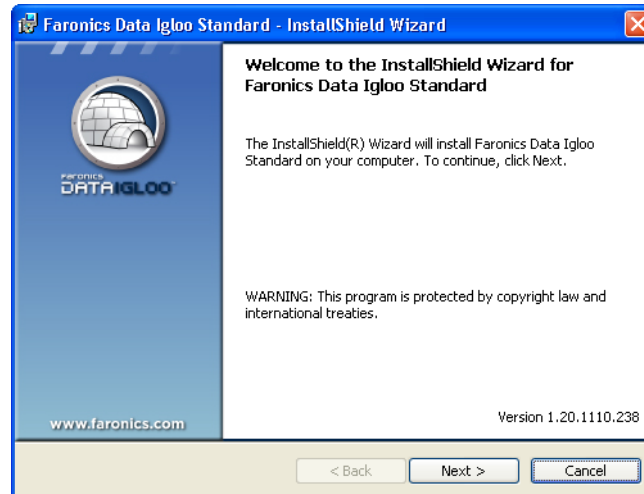 Faronics Data Igloo Standard - InstallShield Wizard
Welcome to the InstallShield Wizard for
Faronics Data Igloo Standard
The InstallShield(R) Wizard will install Faronics Data Igloo
Standard on your computer. To continue, click Next.
FARONICS
DATAIGLOO
WARNING: This program is protected by copyright law and
international treaties.
www.faronics.com
Version 1.20.1110.238
< Back
Next >
Cancel